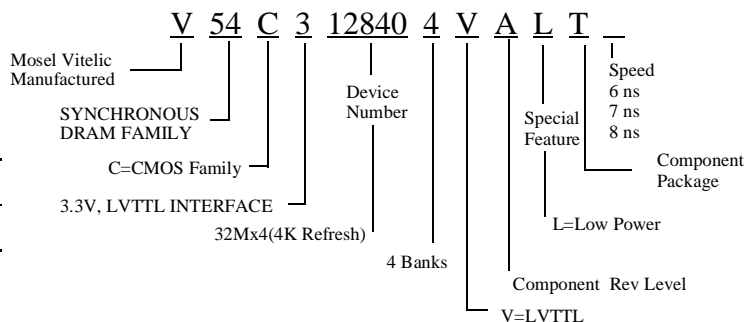 V 54 C 3 12840 4 V A L T
Mosel Vitelic
Manufactured
SYNCHRONOUS
DRAM FAMILY
C=CMOS Family
3.3V, LVTTL INTERFACE
Device
Number
32Mx4(4K Refresh)
4 Banks
V=LVTTL
Component Rev Level
Special
Feature
L=Low Power
Component
Package
Speed
6 ns
7 ns
8 ns